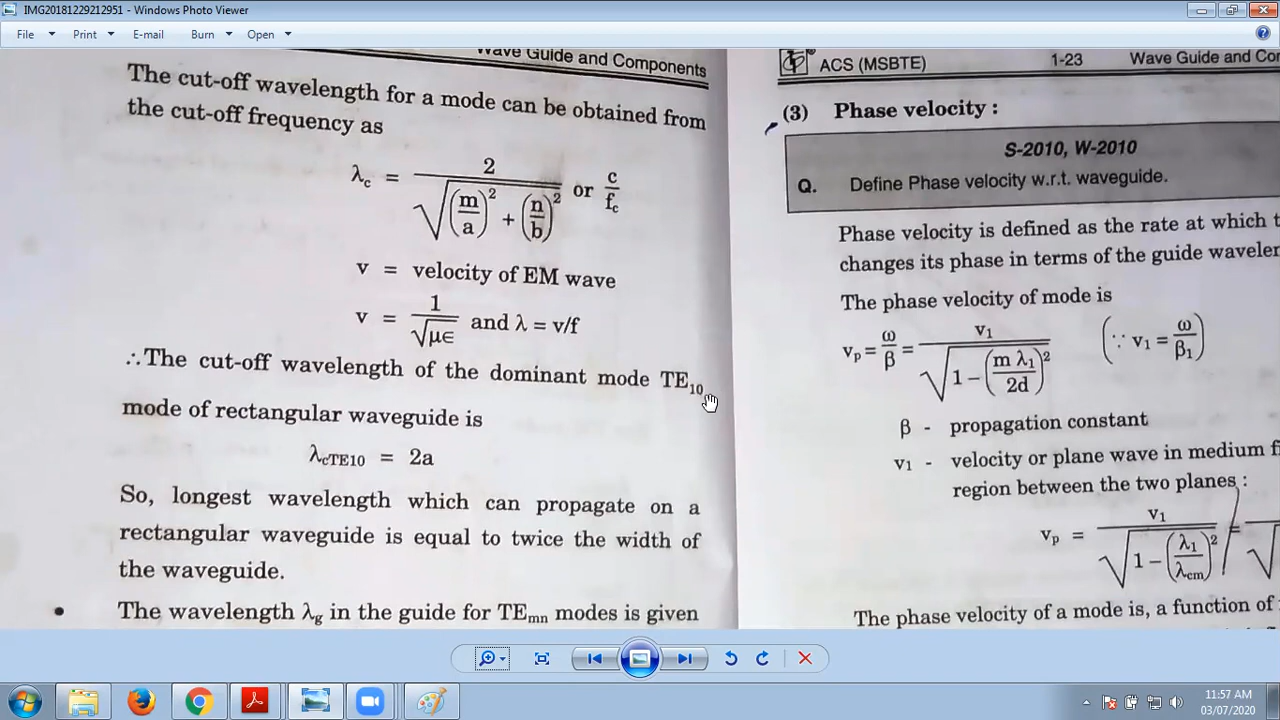 IMG20181229212951 - Windows Photo Viewer
File Print E-mail Burn Open
Wave Guide and Components
The cut-off wavelength for a mode can be obtained from
the cut-off frequency as
λc = 2 / √((m/a)² + (n/b)²) or c/fc
v = velocity of EM wave
v = 1/√με and λ = v/f
∴ The cut-off wavelength of the dominant mode TE10
mode of rectangular waveguide is
λcTE10 = 2a
So, longest wavelength which can propagate on a
rectangular waveguide is equal to twice the width of
the waveguide.
• The wavelength λg in the guide for TEmn modes is given
ACS (MSBTE) 1-23 Wave Guide and
(3) Phase velocity :
S-2010, W-2010
Q. Define Phase velocity w.r.t. waveguide.
Phase velocity is defined as the rate at which
changes its phase in terms of the guide
The phase velocity of mode is
vp = ω/β = v1 / √(1 − (m λ1/2d)²) (∵ v1 = ω/β1)
β - propagation constant
v1 - velocity or plane wave in medium
region between the two planes :
vp = v1 / √(1 − (λ1/λcm)²) =
The phase velocity of a mode is, a function of
11:57 AM
03/07/2020